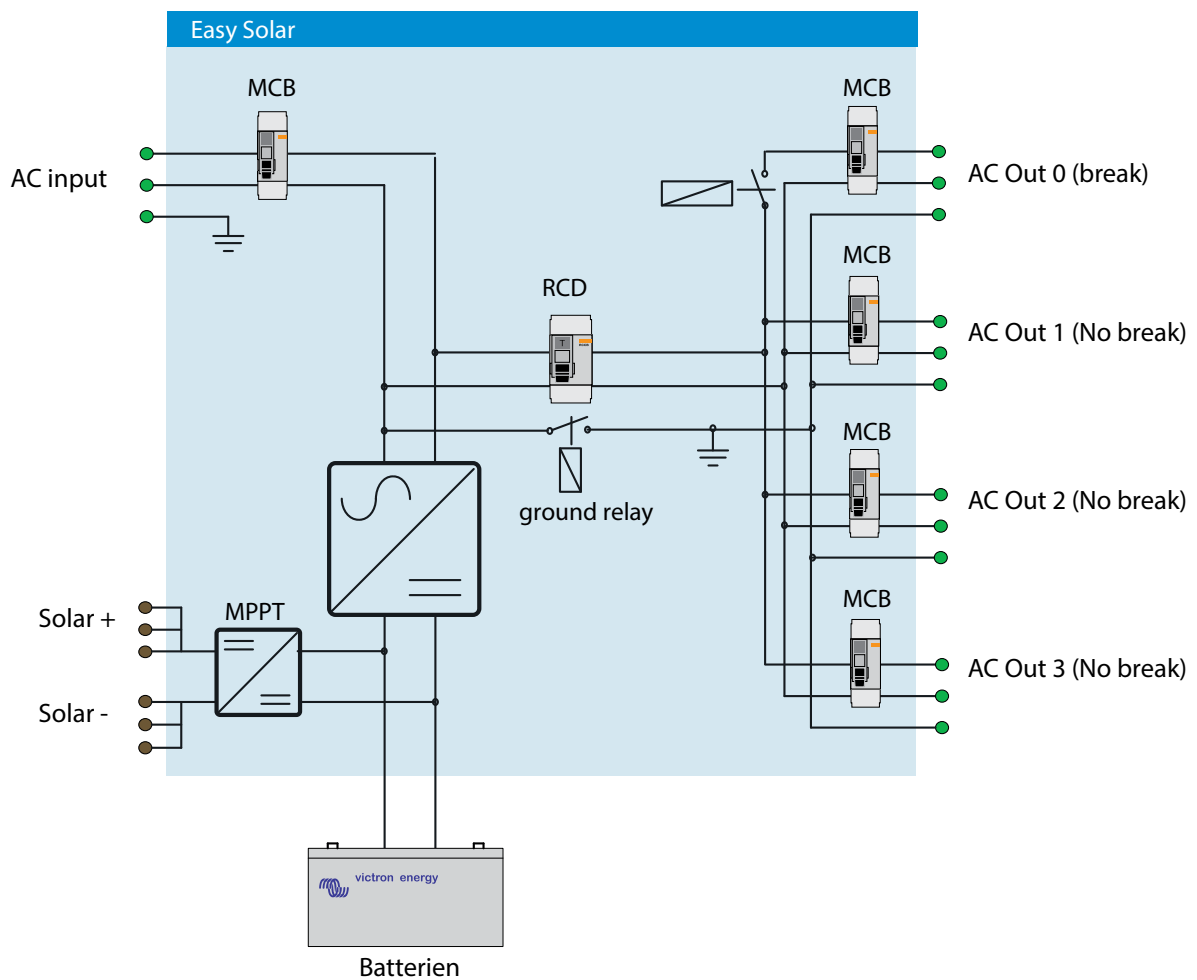 Easy Solar
MCB
MCB
AC input
AC Out 0 (break)
MCB
RCD
T
AC Out 1 (No break)
MCB
ground relay
AC Out 2 (No break)
MCB
MPPT
Solar +
AC Out 3 (No break)
Solar -
victron energy
Batterien